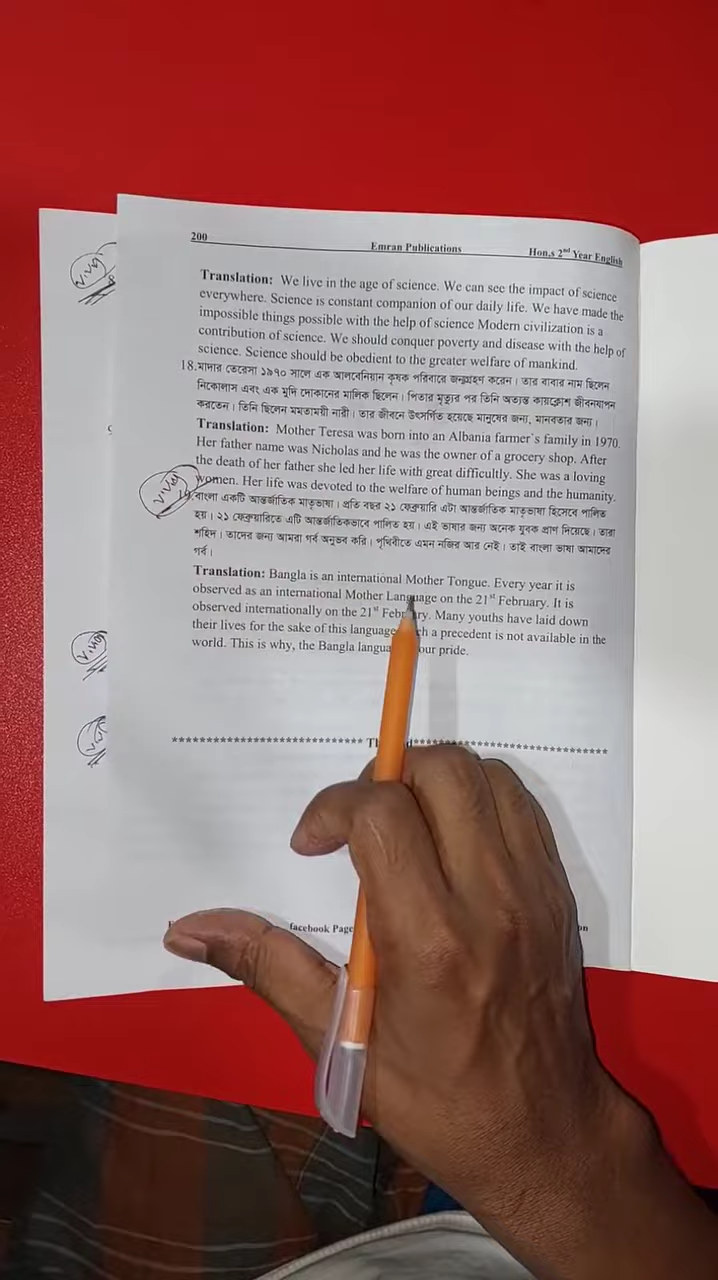 200
Emran Publications
Hon,s 2nd Year English
Translation: We live in the age of science. We can see the impact of science
everywhere. Science is constant companion of our daily life. We have made the
impossible things possible with the help of science Modern civilization is a
contribution of science. We should conquer poverty and disease with the help of
science. Science should be obedient to the greater welfare of mankind.
18.মাদার তেরেসা ১৯৭০ সালে এক আলবেনিয়ান কৃষক পরিবারে জন্মগ্রহণ করেন। তার বাবার নাম ছিলেন
নিকোলাস এবং এক মুদি দোকানের মালিক ছিলেন। পিতার মৃত্যুর পর তিনি অত্যন্ত কায়ক্লেশ জীবনযাপন
করতেন। তিনি ছিলেন মমতাময়ী নারী। তার জীবনে উৎসর্গিত হয়েছে মানুষের জন্য, মানবতার জন্য।
Translation: Mother Teresa was born into an Albania farmer`s family in 1970.
Her father name was Nicholas and he was the owner of a grocery shop. After
the death of her father she led her life with great difficultly. She was a loving
women. Her life was devoted to the welfare of human beings and the humanity.
বাংলা একটি আন্তর্জাতিক মাতৃভাষা। প্রতি বছর ২১ ফেব্রুয়ারি এটা আন্তর্জাতিক মাতৃভাষা হিসেবে পালিত
হয়। ২১ ফেব্রুয়ারিতে এটি আন্তর্জাতিকভাবে পালিত হয়। এই ভাষার জন্য অনেক যুবক প্রাণ দিয়েছে। তারা
শহিদ। তাদের জন্য আমরা গর্ব অনুভব করি। পৃথিবীতে এমন নজির আর নেই। তাই বাংলা ভাষা আমাদের
গর্ব।
Translation: Bangla is an international Mother Tongue. Every year it is
observed as an international Mother Language on the 21st February. It is
observed internationally on the 21st February. Many youths have laid down
their lives for the sake of this language a precedent is not available in the
world. This is why, the Bangla our pride.
facebook Page